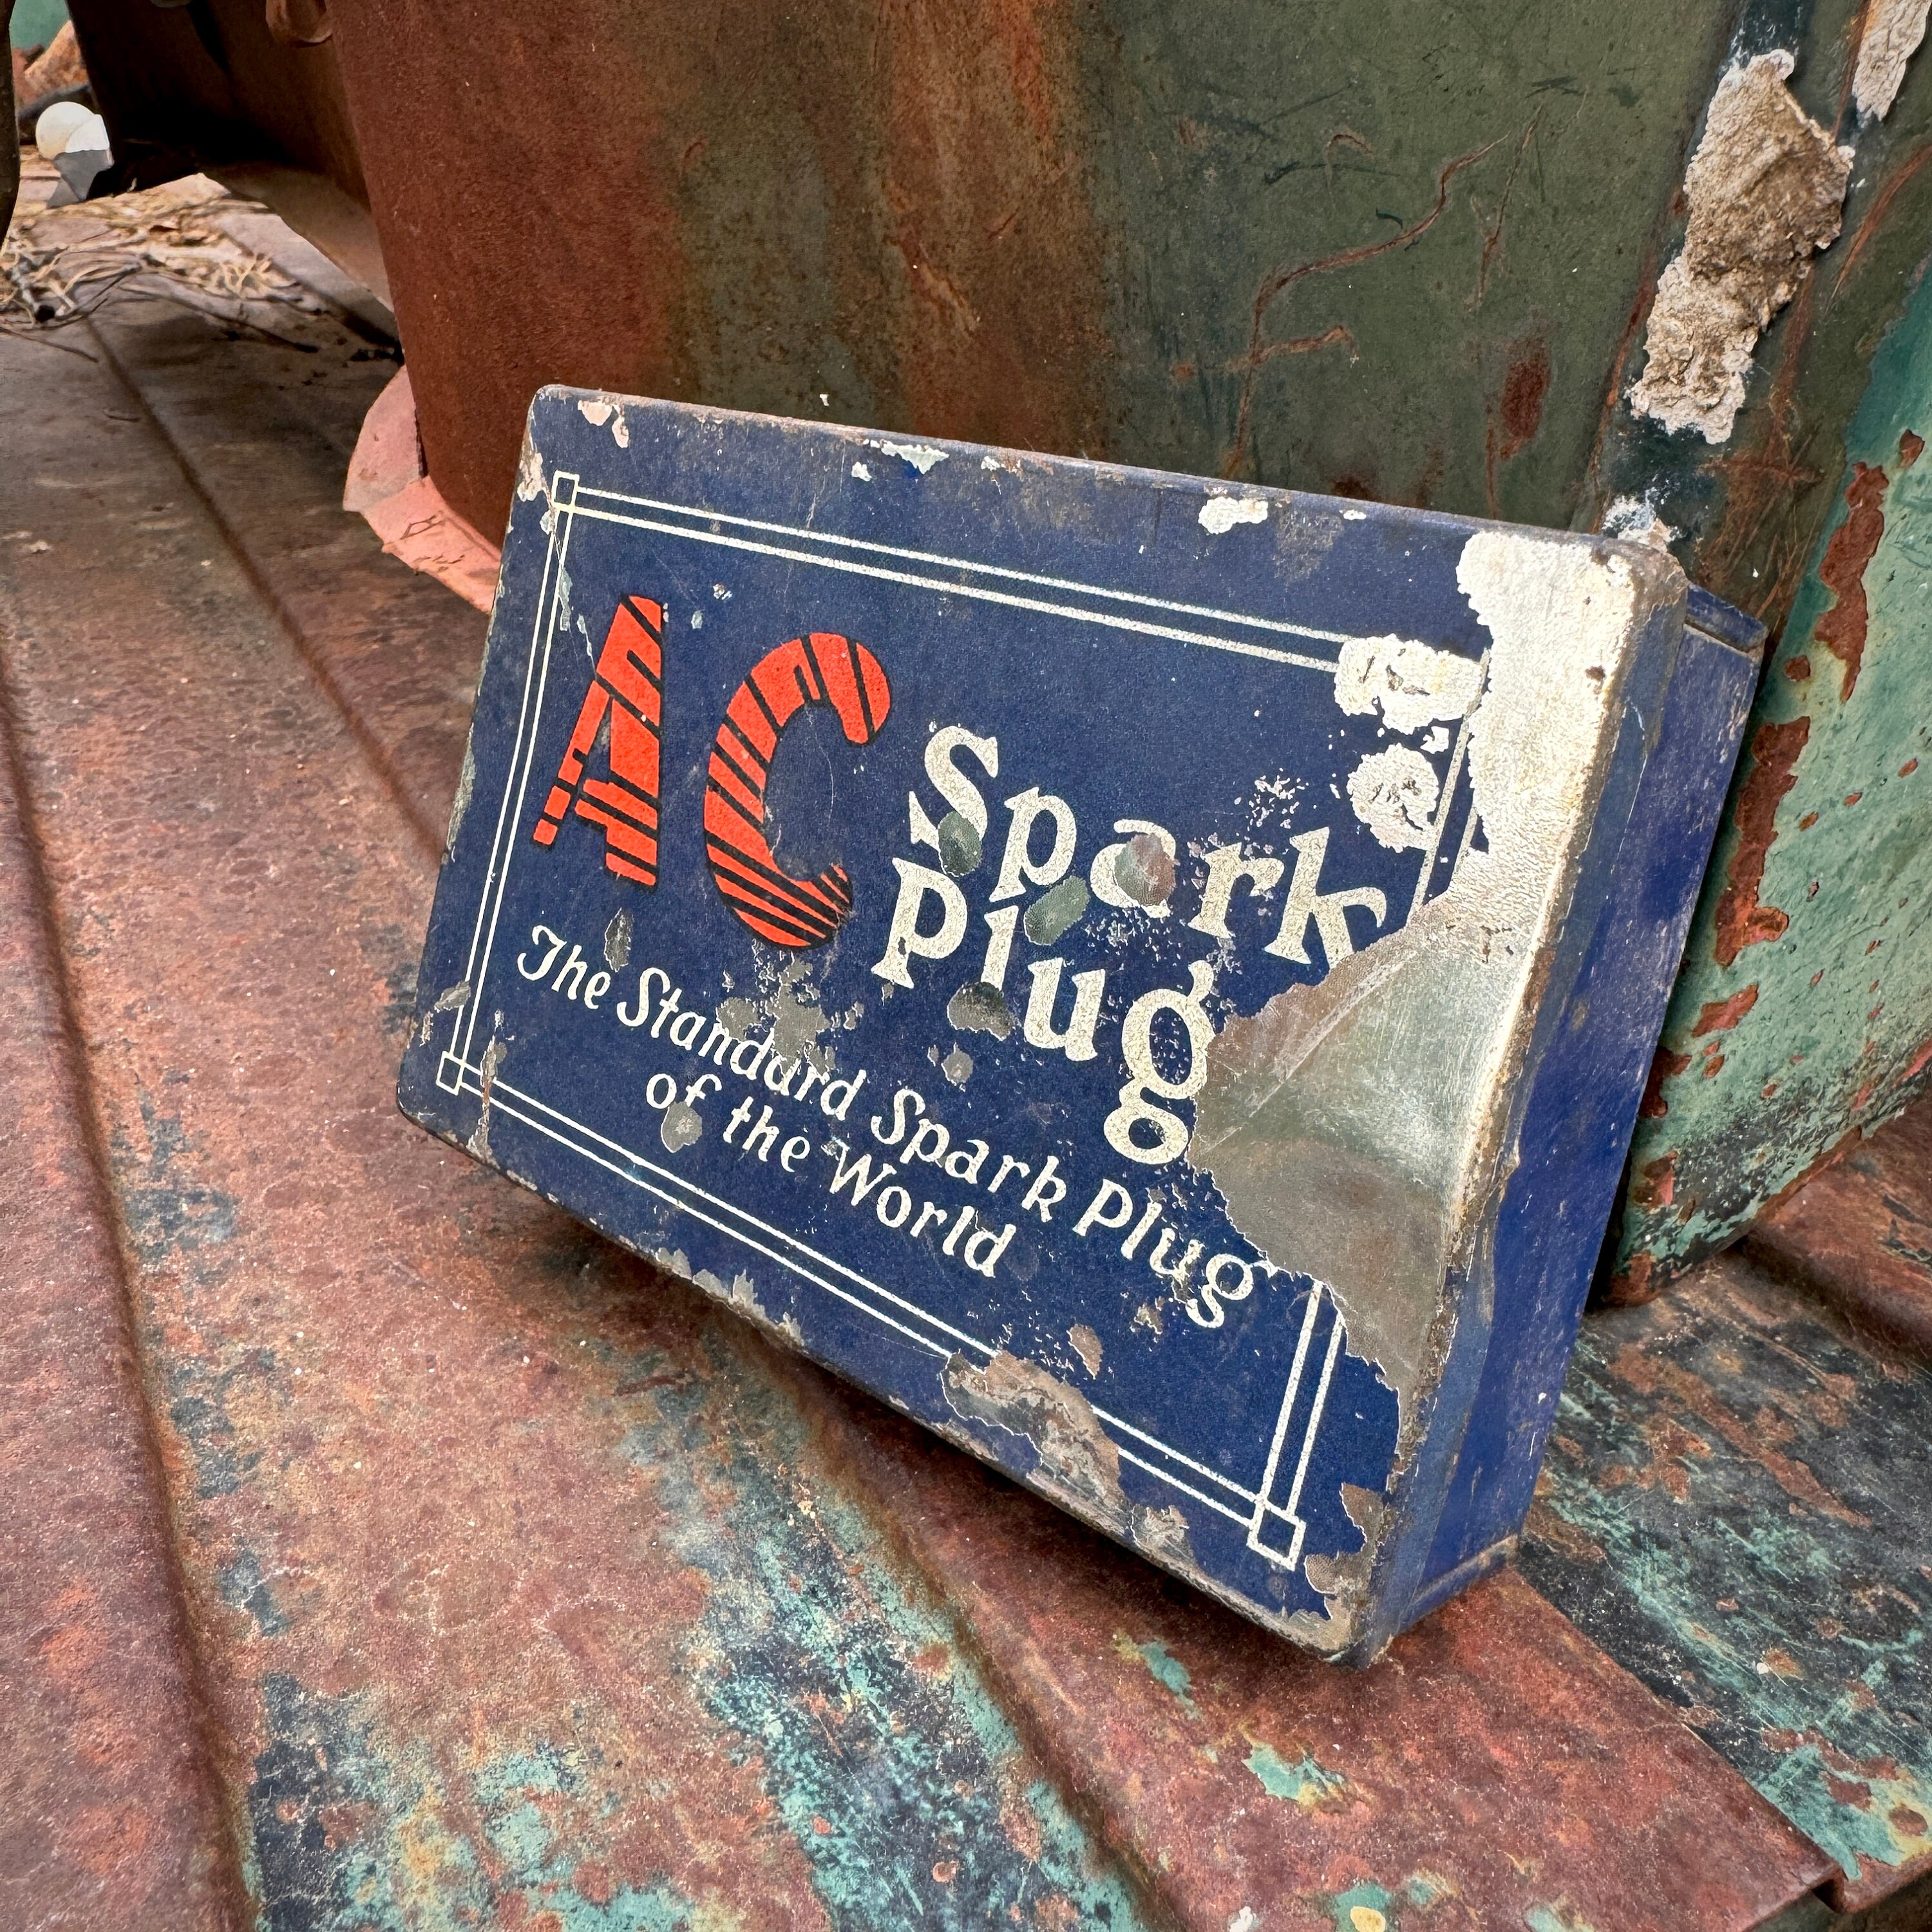 AC Spark
Plug
The Standard Spark Plug
of the World